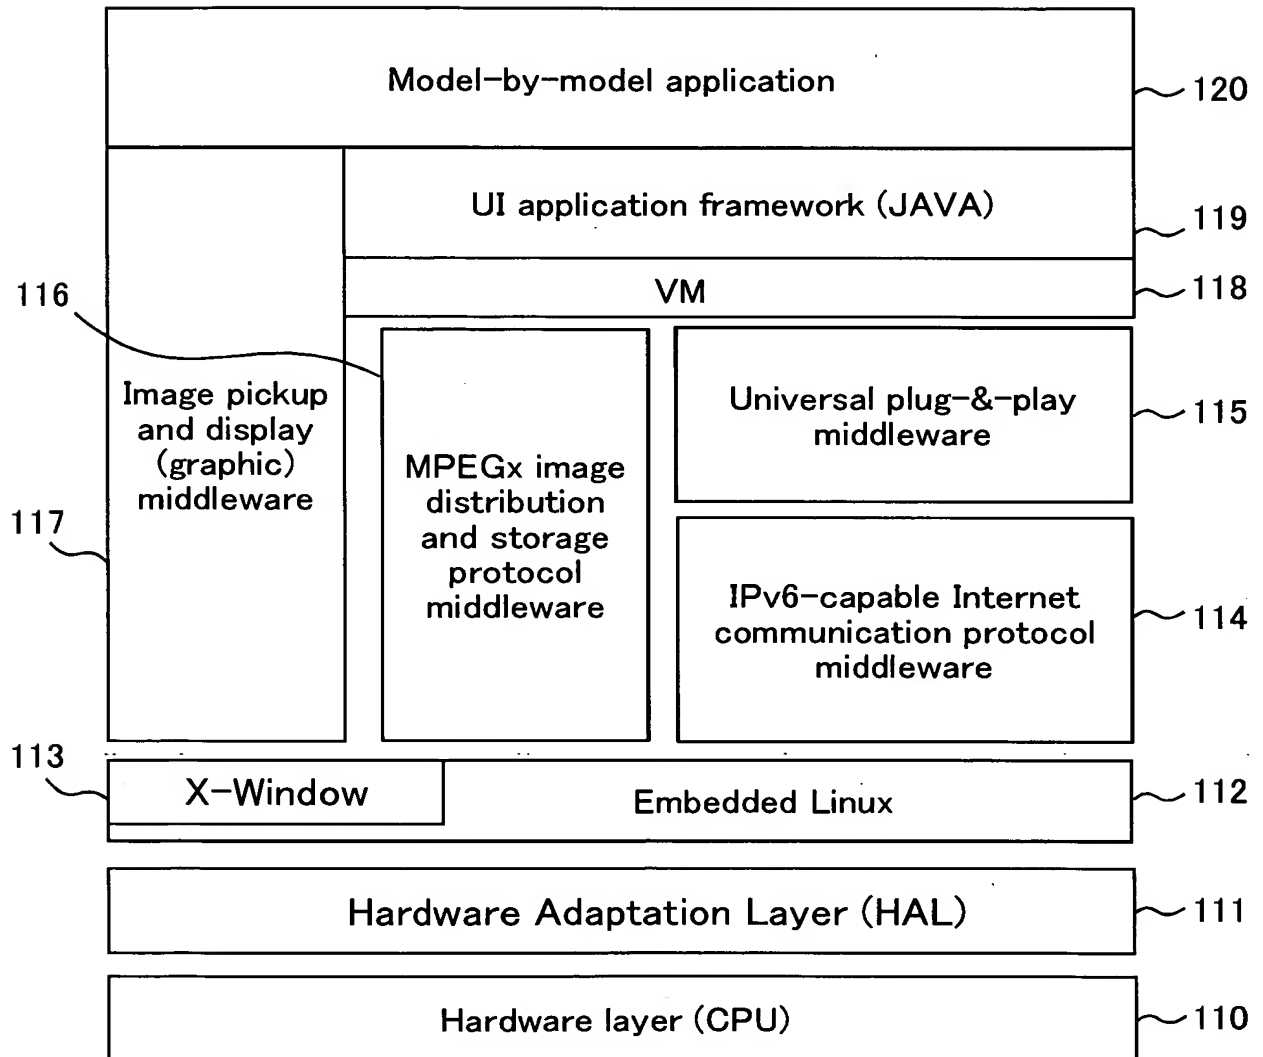 Model-by-model application
120
UI application framework (JAVA)
119
VM
118
116
Image pickup
and display
(graphic)
middleware
117
MPEGx image
distribution
and storage
protocol
middleware
Universal plug-&-play
middleware
115
IPv6-capable Internet
communication protocol
middleware
114
113
X-Window
Embedded Linux
112
Hardware Adaptation Layer (HAL)
111
Hardware layer (CPU)
110